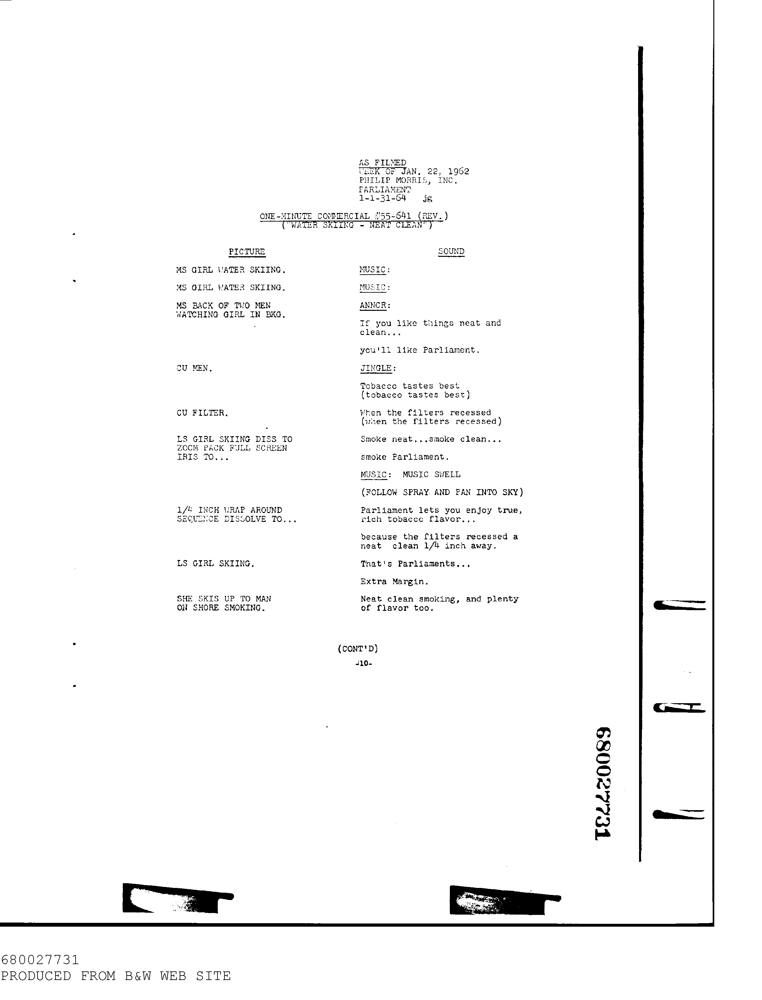 AS FILMED
WEEK OF JAN. 22, 1962
PHILIP MORRIS, INC.
PARLIAMENT
1-1-31-64 jg
ONE-MINUTE COMMERCIAL #55-641 (REV.)
("WATER SKIING - NEAT CLEAN")
PICTURE SOUND
MS GIRL WATER SKIING. MUSIC:
MS GIRL WATER SKIING. MUSIC:
MS BACK OF TWO MEN ANNCR:
WATCHING GIRL IN BKG.
If you like things neat and
clean...
you'll like Parliament.
CU MEN. JINGLE:
Tobacco tastes best
(tobacco tastes best)
CU FILTER. When the filters recessed
(when the filters recessed)
LS GIRL SKIING DISS TO Smoke neat...smoke clean...
ZOOM PACK FULL SCREEN
IRIS TO... smoke Parliament.
MUSIC: MUSIC SWELL
(FOLLOW SPRAY AND PAN INTO SKY)
1/4 INCH WRAP AROUND Parliament lets you enjoy true,
SEQUENCE DISSOLVE TO... rich tobacco flavor...
because the filters recessed a
neat clean 1/4 inch away.
LS GIRL SKIING. That's Parliaments...
Extra Margin.
SHE SKIS UP TO MAN Neat clean smoking, and plenty
ON SHORE SMOKING. of flavor too.
(CONT'D)
-10-
680027731
680027731
PRODUCED FROM B&W WEB SITE